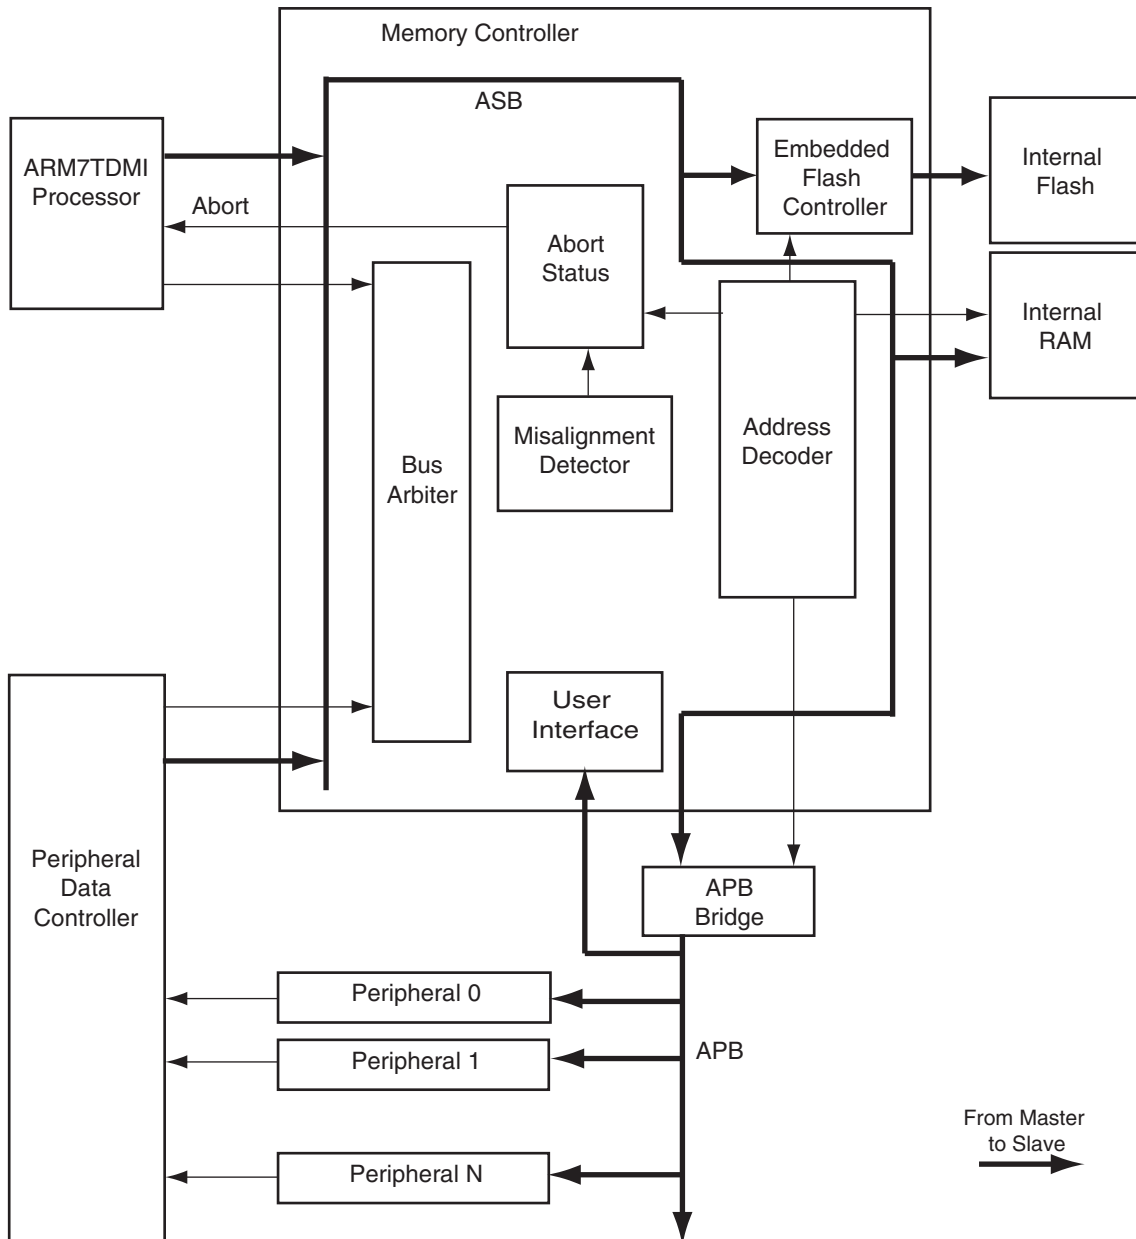 Memory Controller
ASB
ARM7TDMI
Processor
Abort
Embedded
Flash
Controller
Internal
Flash
Abort
Status
Internal
RAM
Bus
Arbiter
Misalignment
Detector
Address
Decoder
User
Interface
Peripheral
Data
Controller
APB
Bridge
Peripheral 0
Peripheral 1
APB
Peripheral N
From Master
to Slave